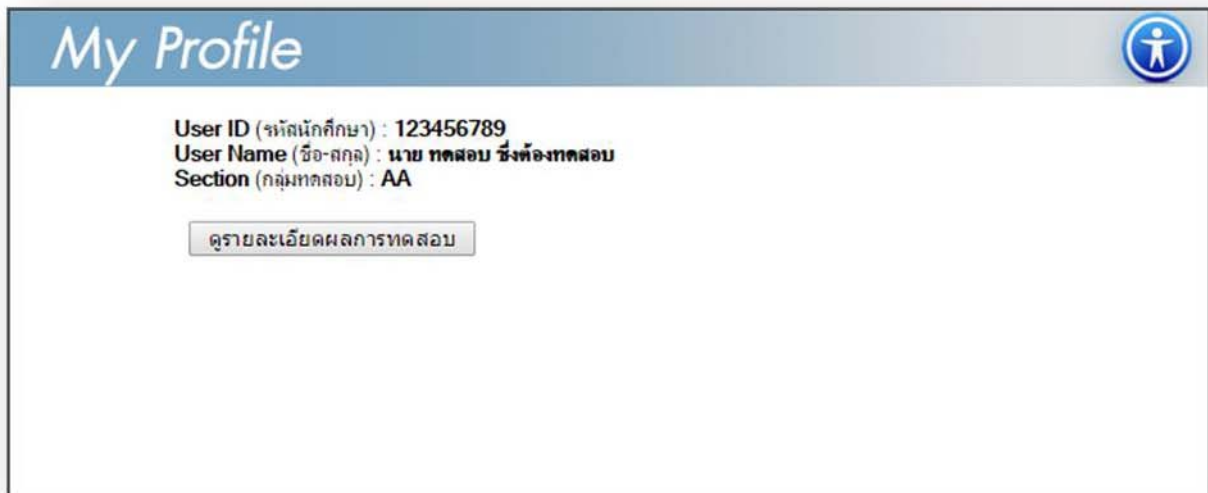 My Profile
User ID (รหัสนักศึกษา) : 123456789
User Name (ชื่อ-สกุล) : นาย ทดสอบ ซึ่งต้องทดสอบ
Section (กลุ่มทดสอบ) : AA
ดูรายละเอียดผลการทดสอบ